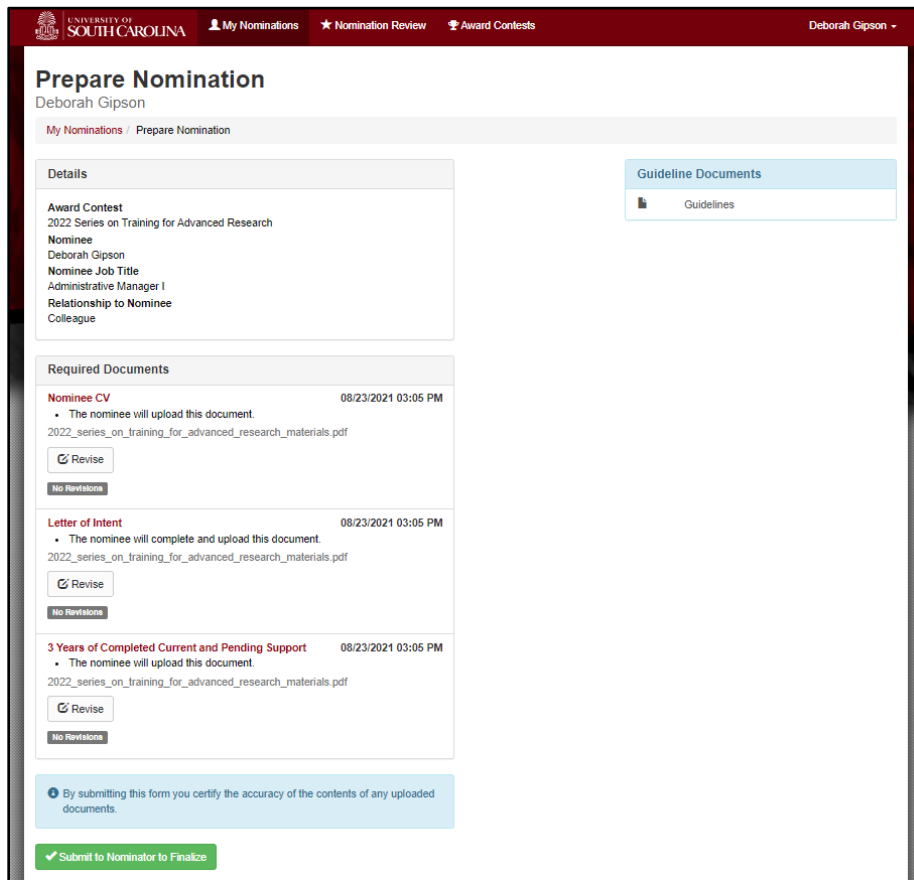 UNIVERSITY OF
SOUTH CAROLINA
My Nominations
Nomination Review
Award Contests
Deborah Gipson
Prepare Nomination
Deborah Gipson
My Nominations / Prepare Nomination
Details
Award Contest
2022 Series on Training for Advanced Research
Nominee
Deborah Gipson
Nominee Job Title
Administrative Manager I
Relationship to Nominee
Colleague
Guideline Documents
Guidelines
Required Documents
Nominee CV 08/23/2021 03:05 PM
• The nominee will upload this document.
2022_series_on_training_for_advanced_research_materials.pdf
Revise
No Revisions
Letter of Intent 08/23/2021 03:05 PM
• The nominee will complete and upload this document.
2022_series_on_training_for_advanced_research_materials.pdf
Revise
No Revisions
3 Years of Completed Current and Pending Support 08/23/2021 03:05 PM
• The nominee will upload this document.
2022_series_on_training_for_advanced_research_materials.pdf
Revise
No Revisions
By submitting this form you certify the accuracy of the contents of any uploaded
documents.
Submit to Nominator to Finalize